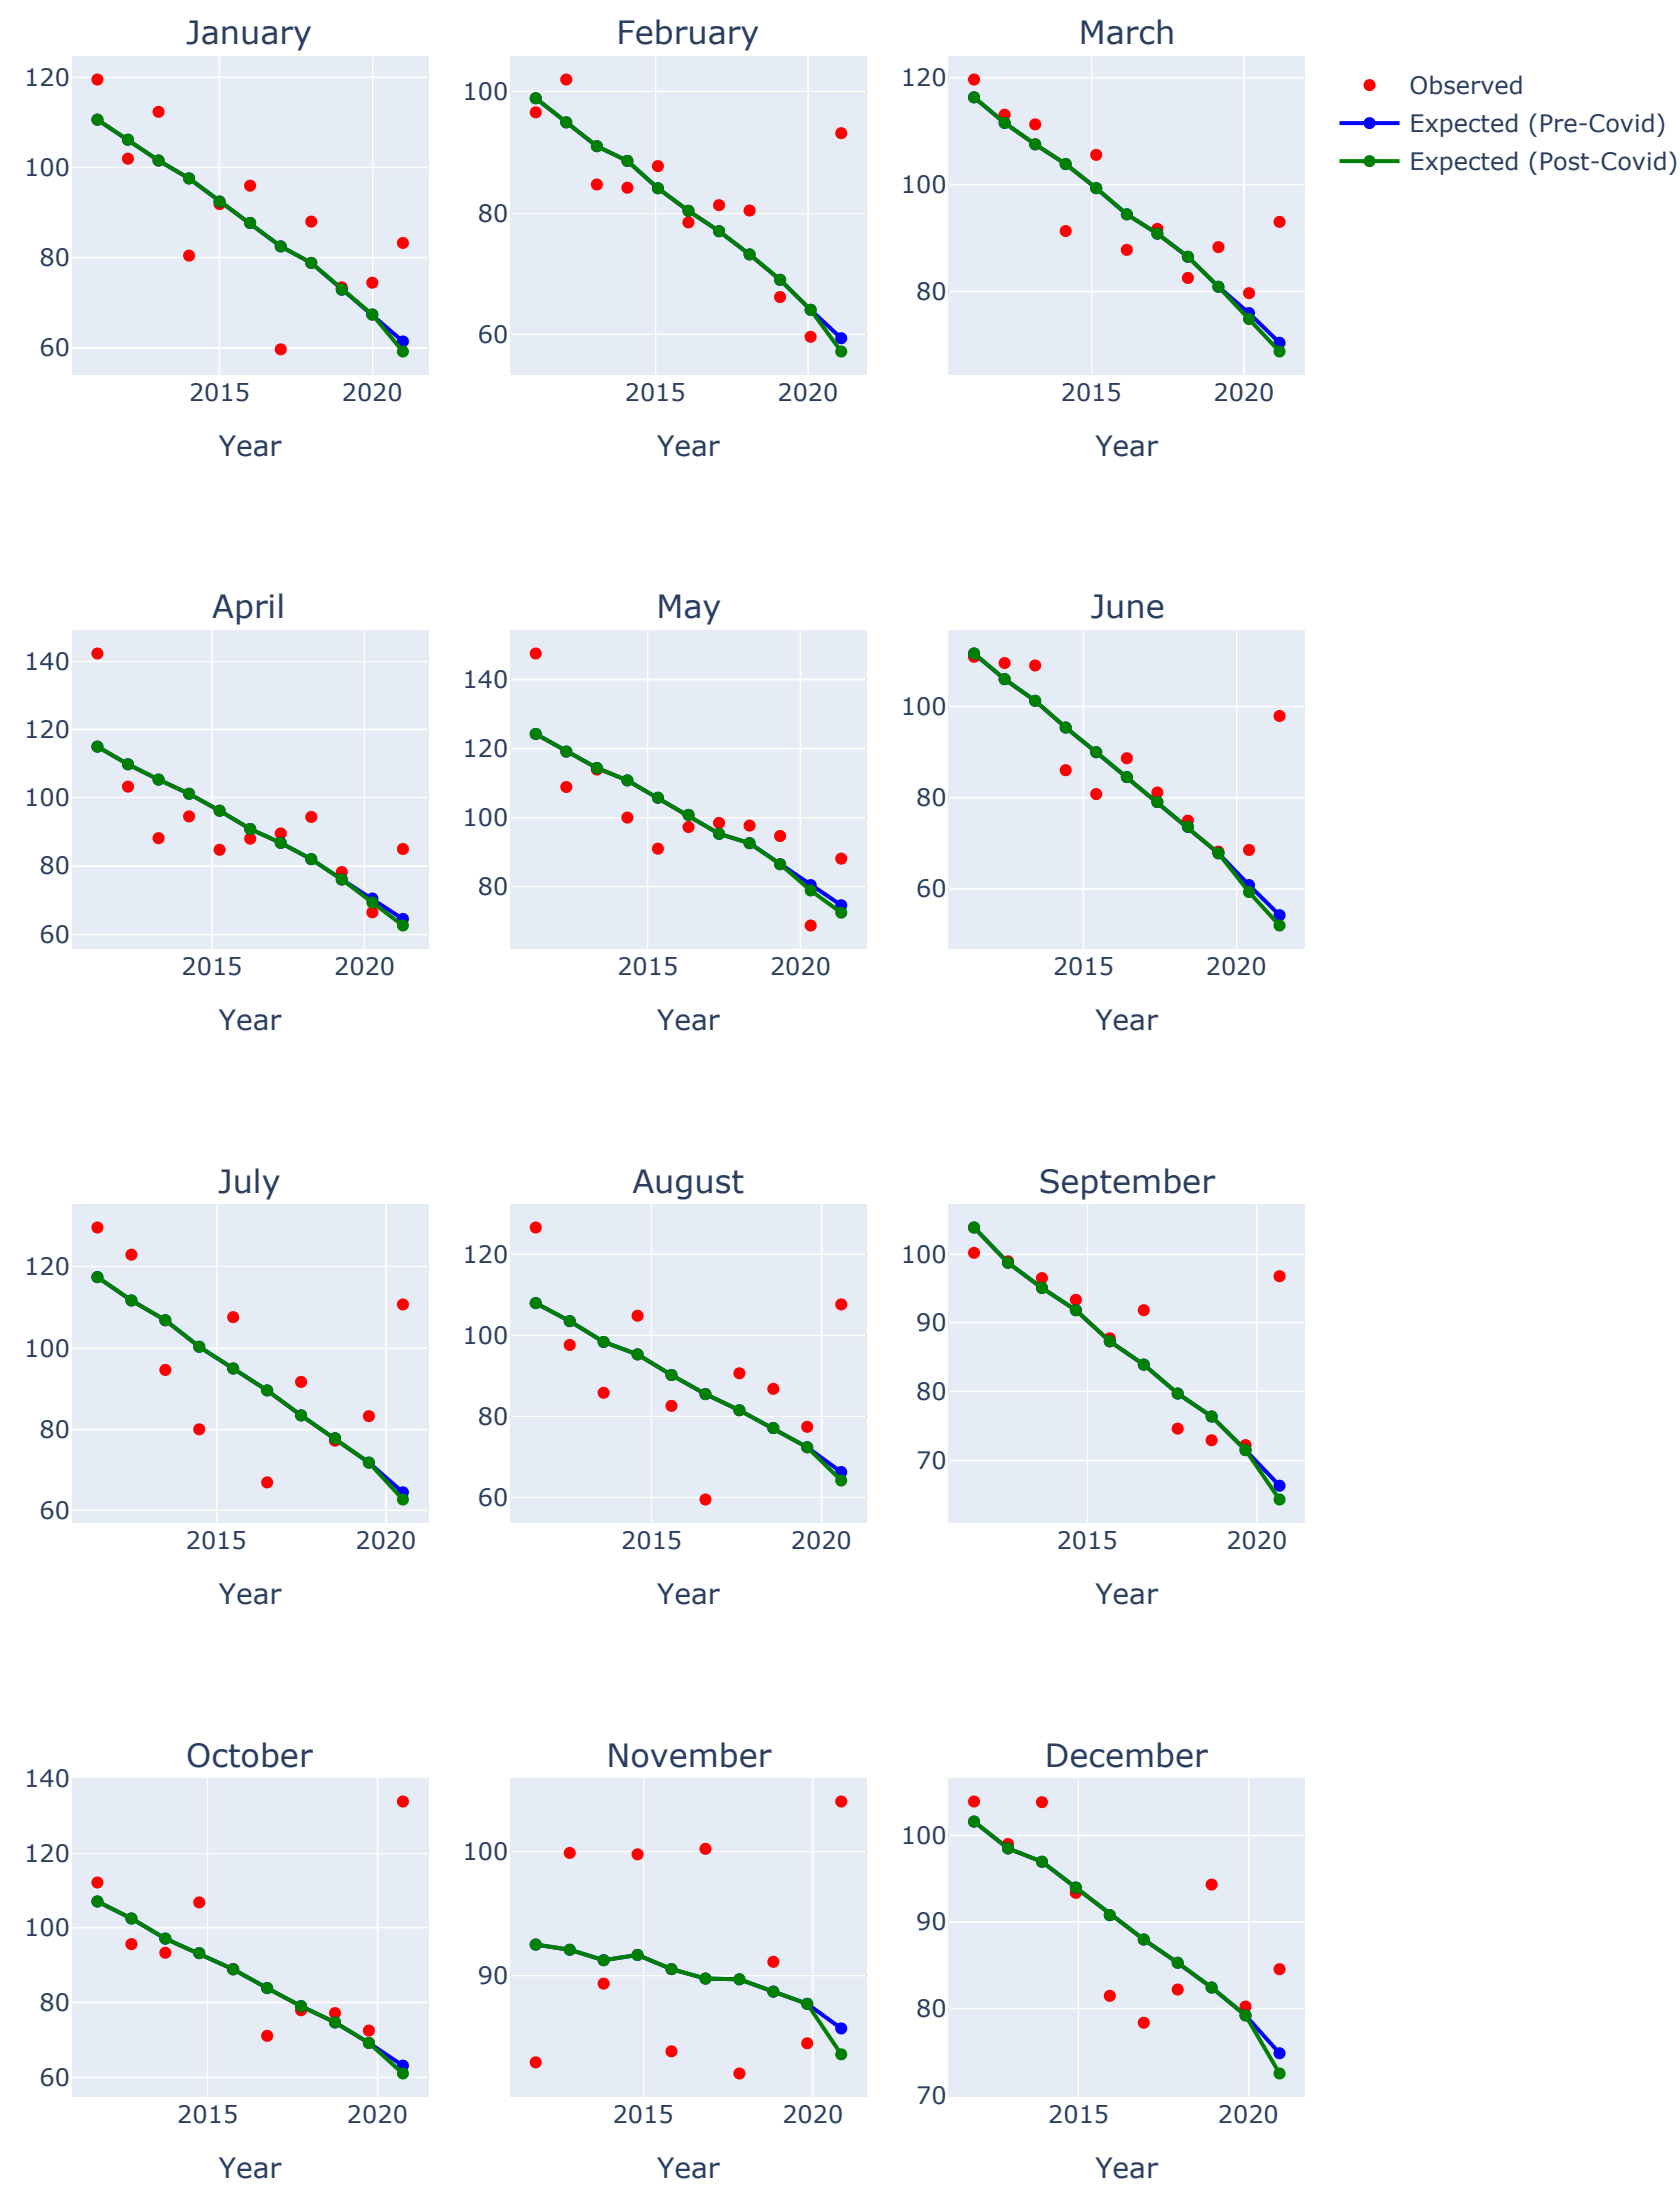 January
February
March
120
100
80
60
2015
2020
Year
100
80
60
2015
2020
Year
120
100
80
2015
2020
Year
Observed
Expected (Pre-Covid)
Expected (Post-Covid)
April
May
June
140
120
100
80
60
2015
2020
Year
140
120
100
80
2015
2020
Year
100
80
60
2015
2020
Year
July
August
September
120
100
80
60
2015
2020
Year
120
100
80
60
2015
2020
Year
100
90
80
70
2015
2020
Year
October
November
December
140
120
100
80
60
2015
2020
Year
100
90
2015
2020
Year
100
90
80
70
2015
2020
Year